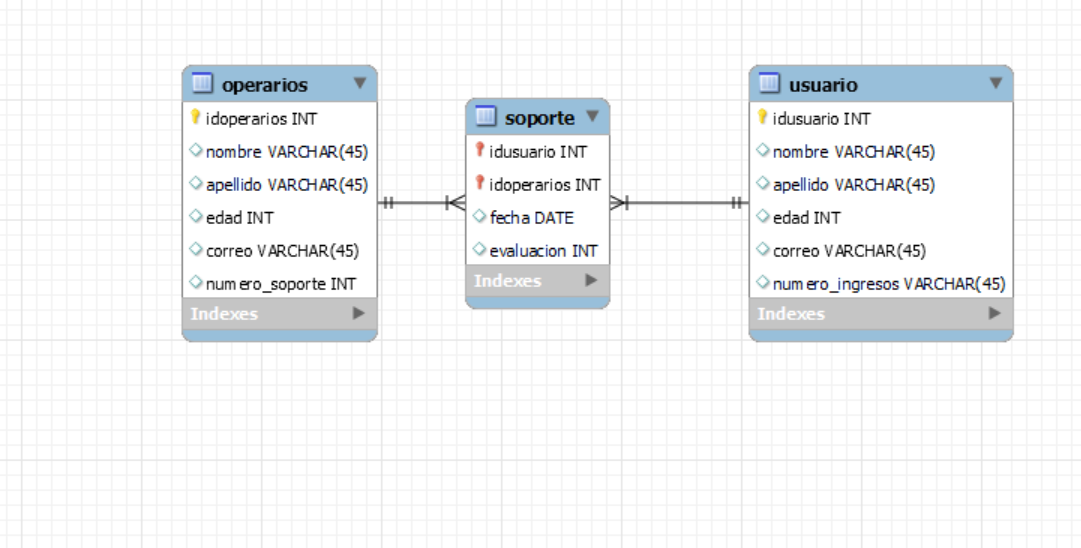 operarios
idoperarios INT
nombre VARCHAR(45)
apellido VARCHAR(45)
edad INT
correo VARCHAR(45)
numero_soporte INT
Indexes
soporte
idusuario INT
idoperarios INT
fecha DATE
evaluacion INT
Indexes
usuario
idusuario INT
nombre VARCHAR(45)
apellido VARCHAR(45)
edad INT
correo VARCHAR(45)
numero_ingresos VARCHAR(45)
Indexes